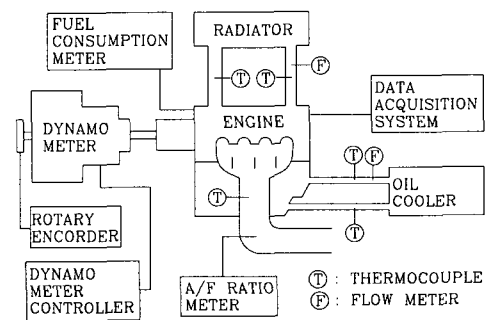 FUEL
CONSUMPTION
METER
RADIATOR
T
T
F
DATA
ACQUISITION
SYSTEM
DYNAMO
METER
ENGINE
T
F
OIL
COOLER
T
T
ROTARY
ENCORDER
DYNAMO
METER
CONTROLLER
A/F RATIO
METER
T : THERMOCOUPLE
F : FLOW METER